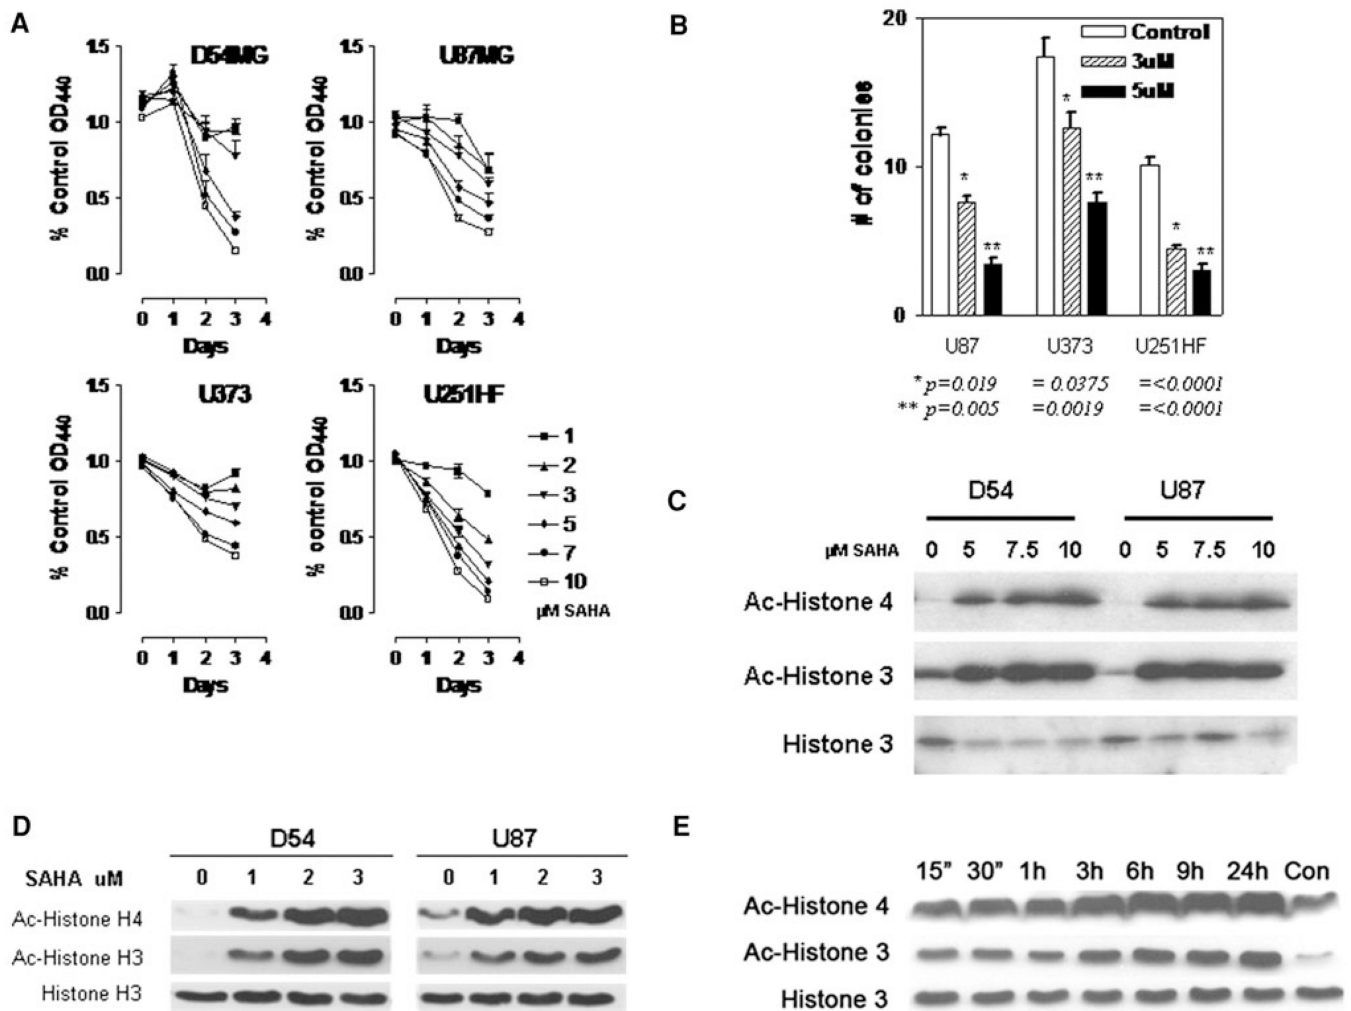 A
D54MG
U87MG
% Control OD440
1.5
1.0
0.5
0.0
0 1 2 3 4
Days
% Control OD440
1.5
1.0
0.5
0.0
0 1 2 3 4
Days
U373
U251HF
% Control OD440
1.5
1.0
0.5
0.0
0 1 2 3 4
Days
% control OD440
1.5
1.0
0.5
0.0
0 1 2 3 4
Days
1
2
3
5
7
10
µM SAHA
B
# of colonies
20
10
0
Control
3uM
5uM
* ** * ** * **
U87 U373 U251HF
* p=0.019 = 0.0375 =<0.0001
** p=0.005 =0.0019 =<0.0001
C
D54 U87
µM SAHA 0 5 7.5 10 0 5 7.5 10
Ac-Histone 4
Ac-Histone 3
Histone 3
D
D54 U87
SAHA uM 0 1 2 3 0 1 2 3
Ac-Histone H4
Ac-Histone H3
Histone H3
E
15” 30” 1h 3h 6h 9h 24h Con
Ac-Histone 4
Ac-Histone 3
Histone 3